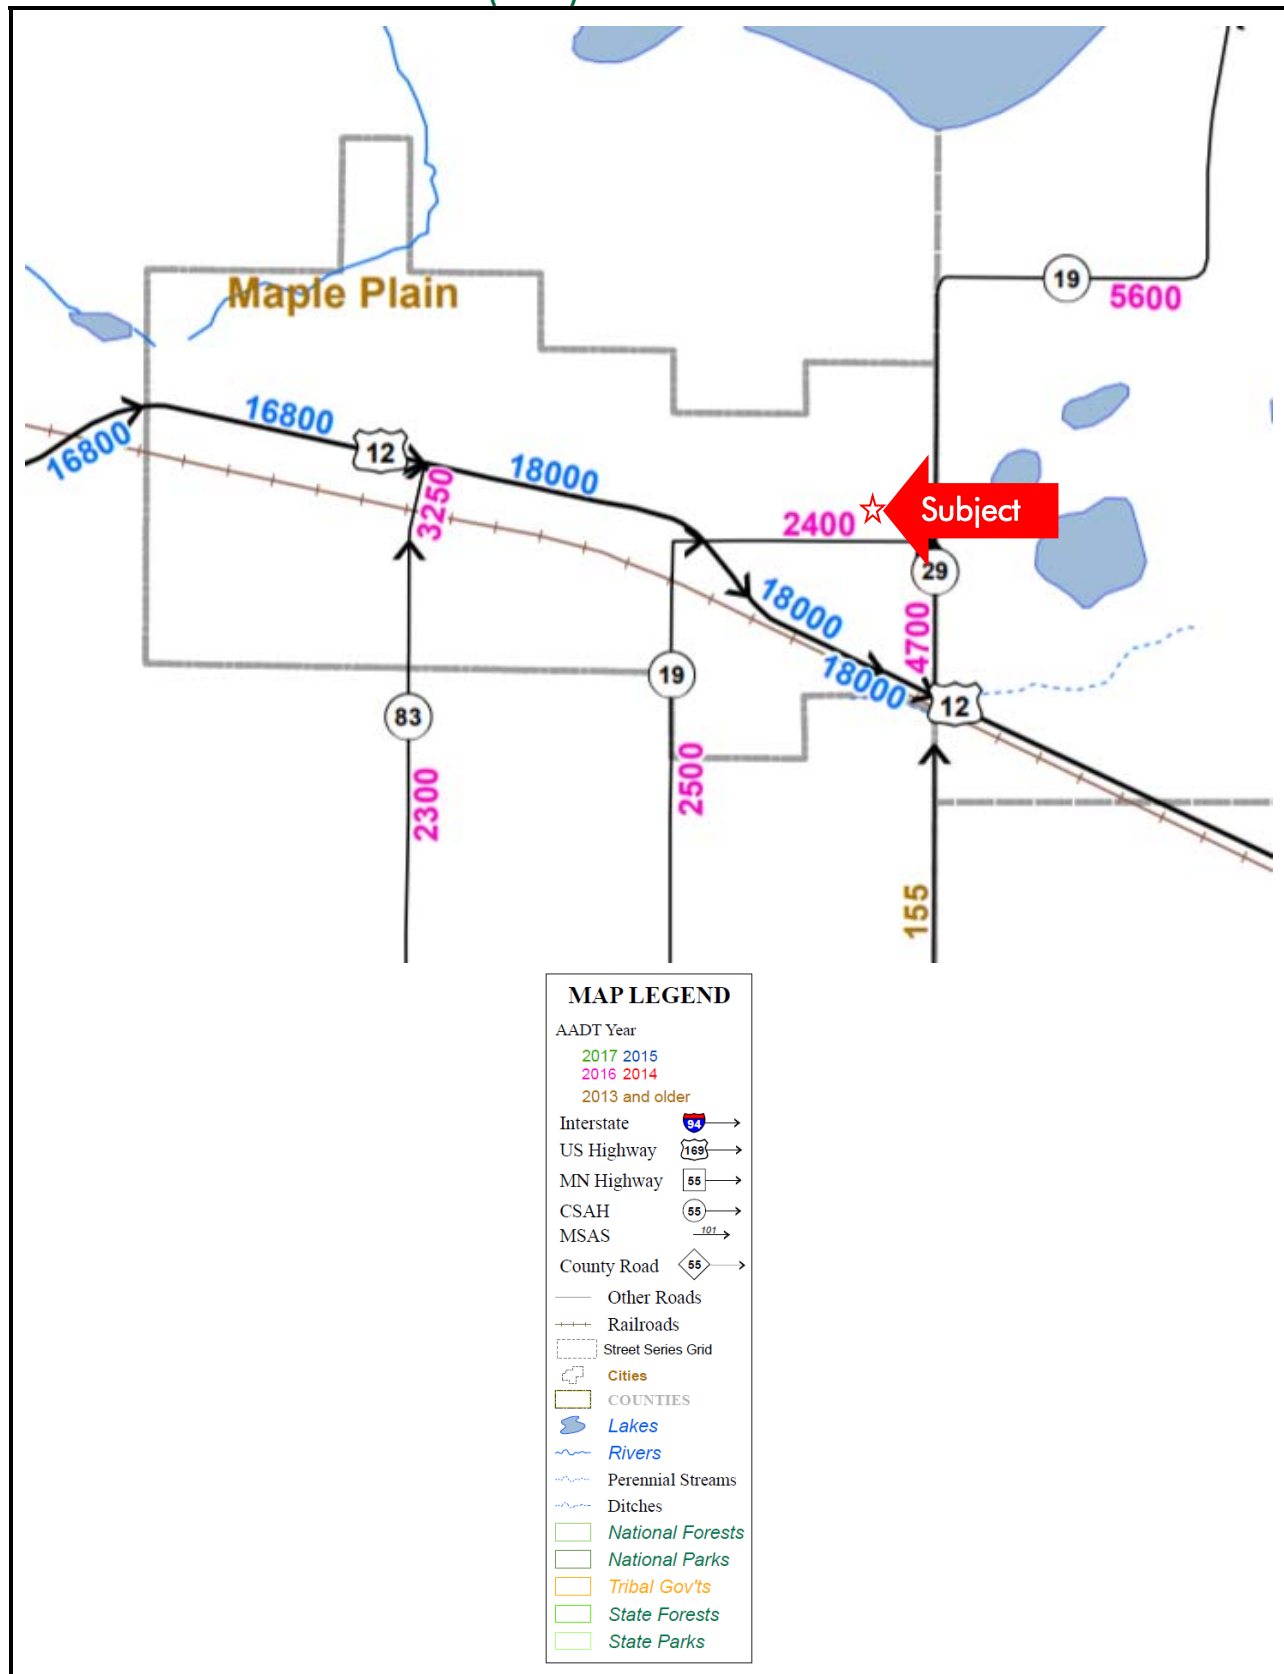 Maple Plain
19
5600
16800
16800
12
18000
3250
2400
Subject
29
18000
4700
18000
12
19
83
2500
2300
155
MAP LEGEND
AADT Year
2017 2015
2016 2014
2013 and older
Interstate 94
US Highway 169
MN Highway 55
CSAH 55
MSAS 101
County Road 55
Other Roads
Railroads
Street Series Grid
Cities
COUNTIES
Lakes
Rivers
Perennial Streams
Ditches
National Forests
National Parks
Tribal Gov'ts
State Forests
State Parks